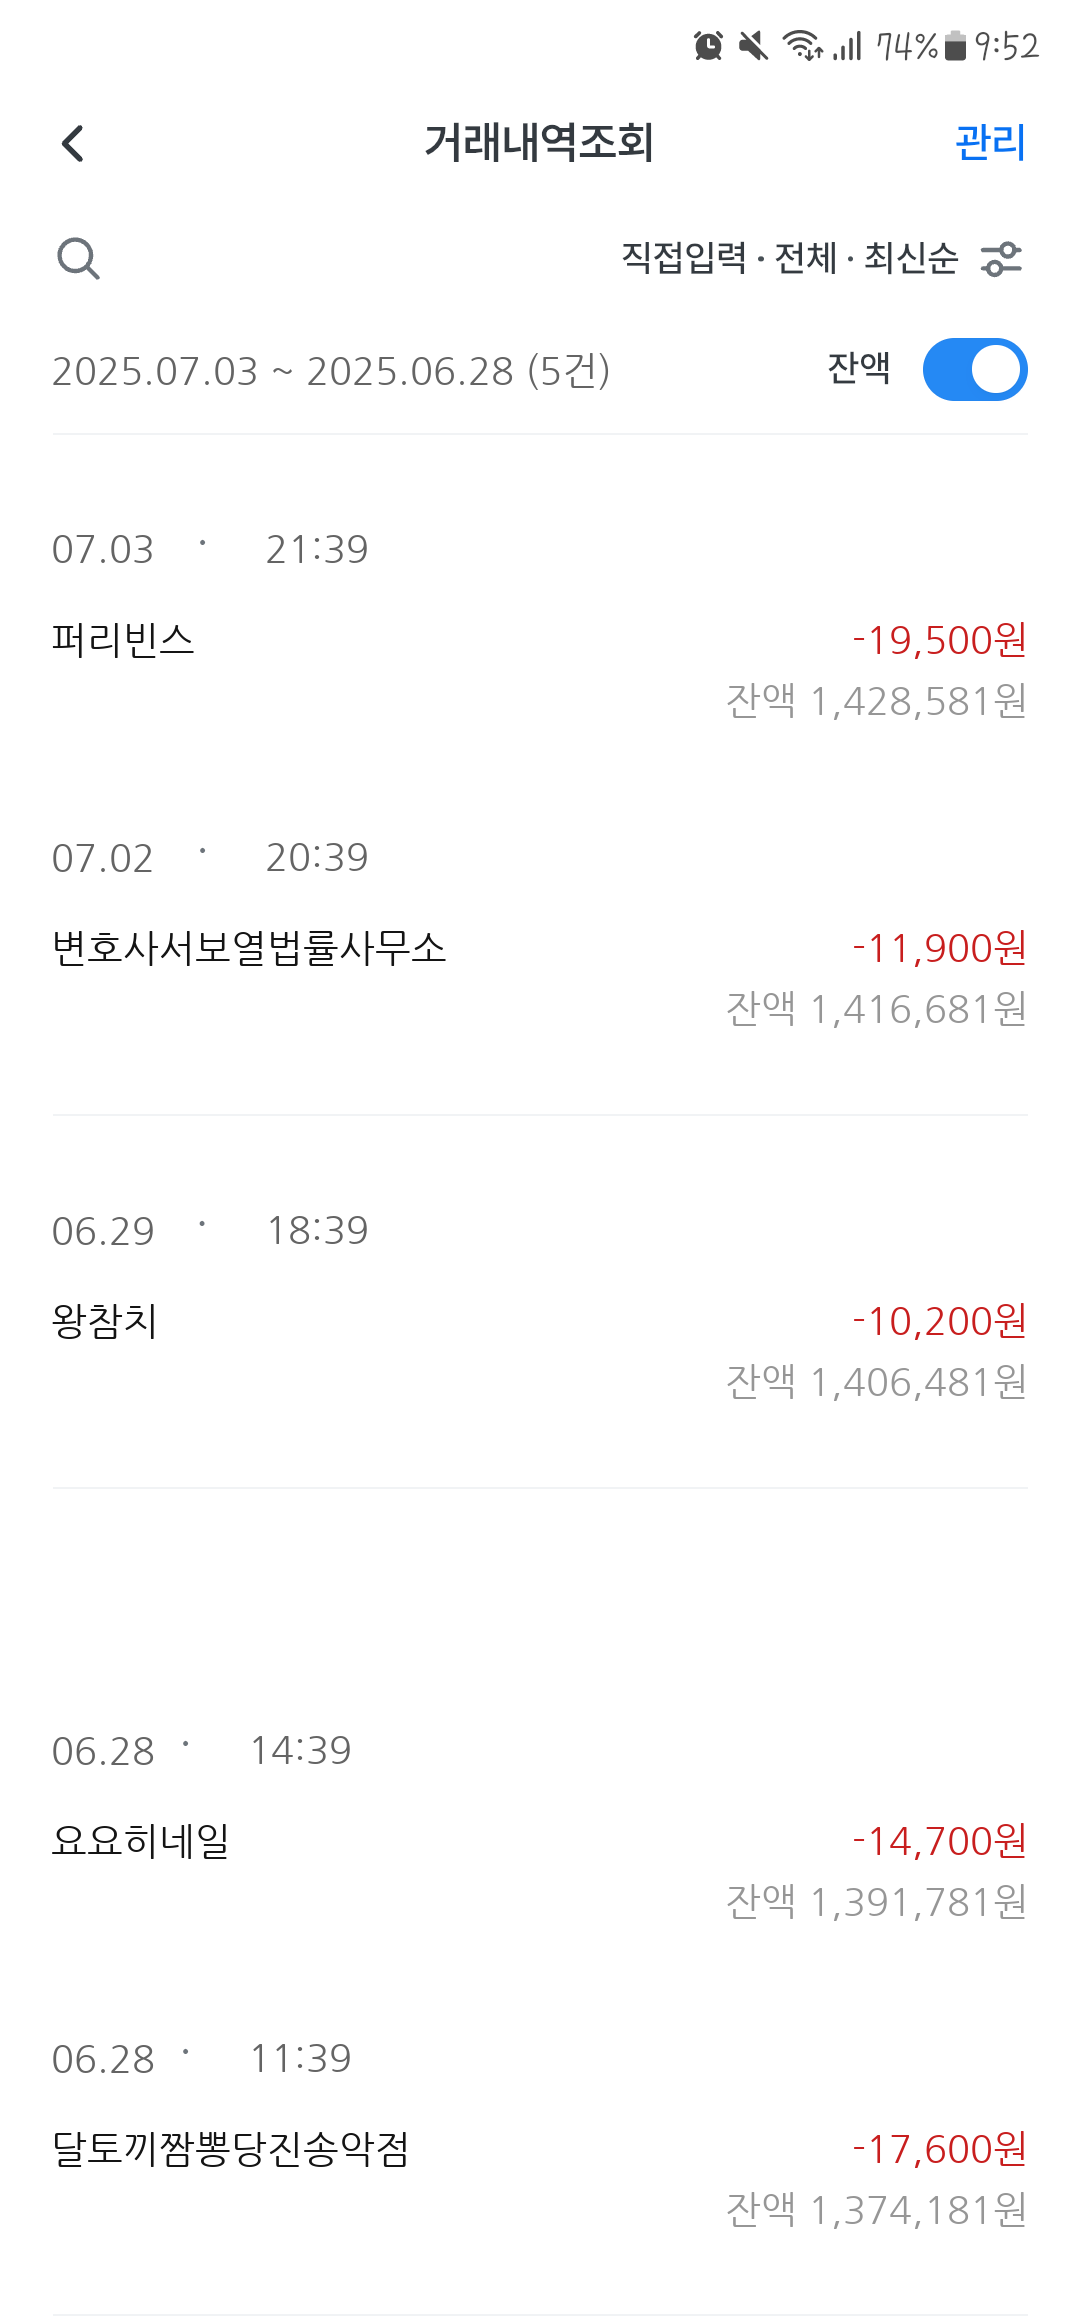 74% 9:52
거래내역조회 관리
직접입력 · 전체 · 최신순
2025.07.03 ~ 2025.06.28 (5건) 잔액
07.03 · 21:39
퍼리빈스 -19,500원
잔액 1,428,581원
07.02 · 20:39
변호사서보열법률사무소 -11,900원
잔액 1,416,681원
06.29 · 18:39
왕참치 -10,200원
잔액 1,406,481원
06.28 · 14:39
요요히네일 -14,700원
잔액 1,391,781원
06.28 · 11:39
달토끼짬뽕당진송악점 -17,600원
잔액 1,374,181원